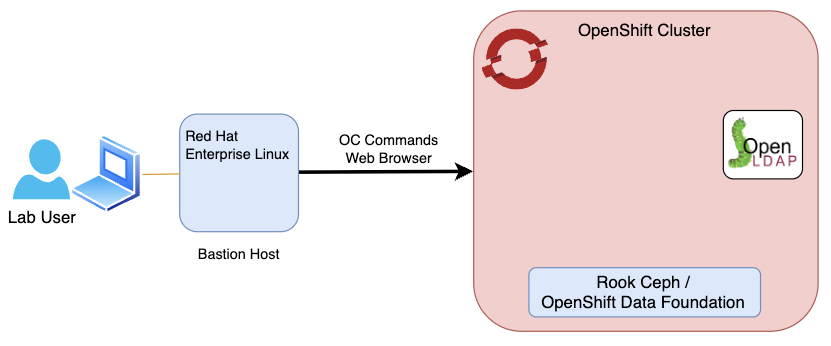 OpenShift Cluster
Red Hat
Enterprise Linux
OC Commands
Web Browser
Open
LDAP
Lab User
Bastion Host
Rook Ceph /
OpenShift Data Foundation